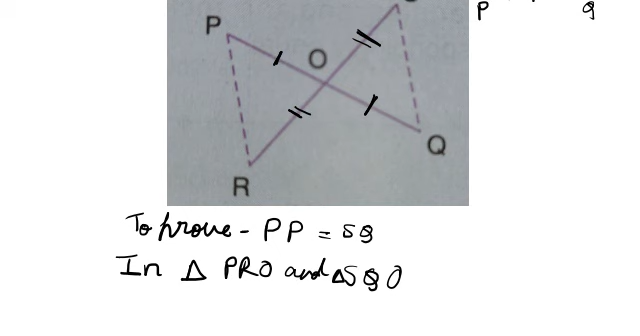 P Q
P
O
Q
R
To prove - PP = SQ
In Δ PRO and ΔSQO